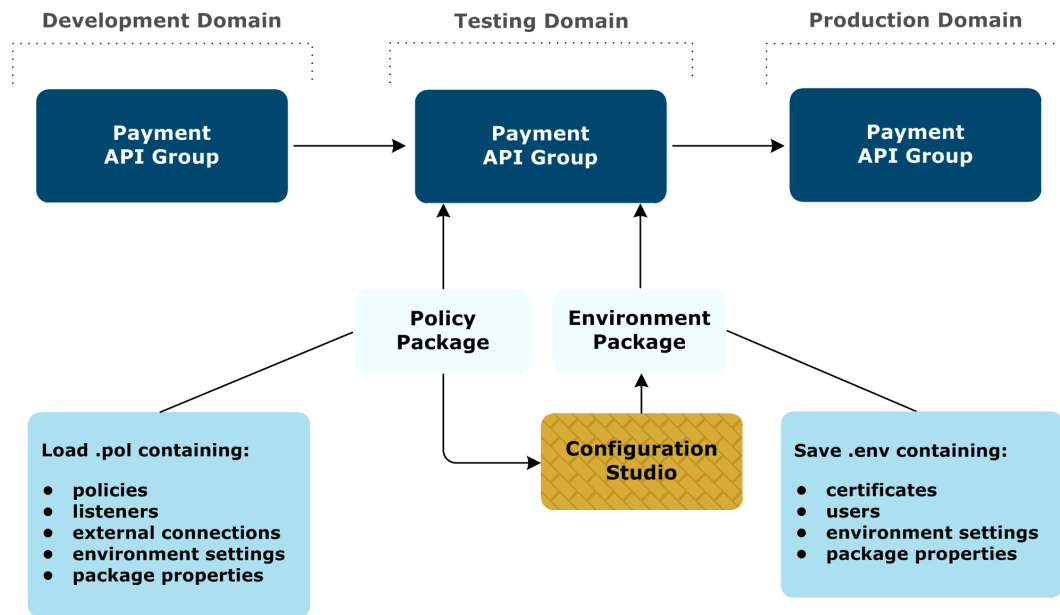 Development Domain
Testing Domain
Production Domain
Payment
API Group
Payment
API Group
Payment
API Group
Policy
Package
Environment
Package
Load .pol containing:
● policies
● listeners
● external connections
● environment settings
● package properties
Configuration
Studio
Save .env containing:
● certificates
● users
● environment settings
● package properties